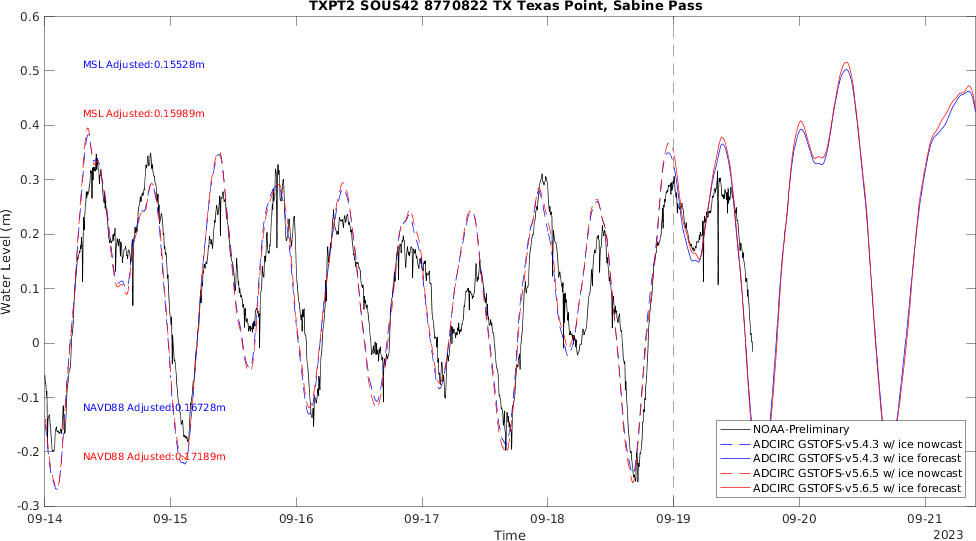 TXPT2 SOUS42 8770822 TX Texas Point, Sabine Pass
0.6
0.5
0.4
0.3
0.2
0.1
0
-0.1
-0.2
-0.3
Water Level (m)
MSL Adjusted:0.15528m
MSL Adjusted:0.15989m
NAVD88 Adjusted:0.16728m
NAVD88 Adjusted:0.17189m
NOAA-Preliminary
ADCIRC GSTOFS-v5.4.3 w/ ice nowcast
ADCIRC GSTOFS-v5.4.3 w/ ice forecast
ADCIRC GSTOFS-v5.6.5 w/ ice nowcast
ADCIRC GSTOFS-v5.6.5 w/ ice forecast
09-14 09-15 09-16 09-17 09-18 09-19 09-20 09-21
Time
2023